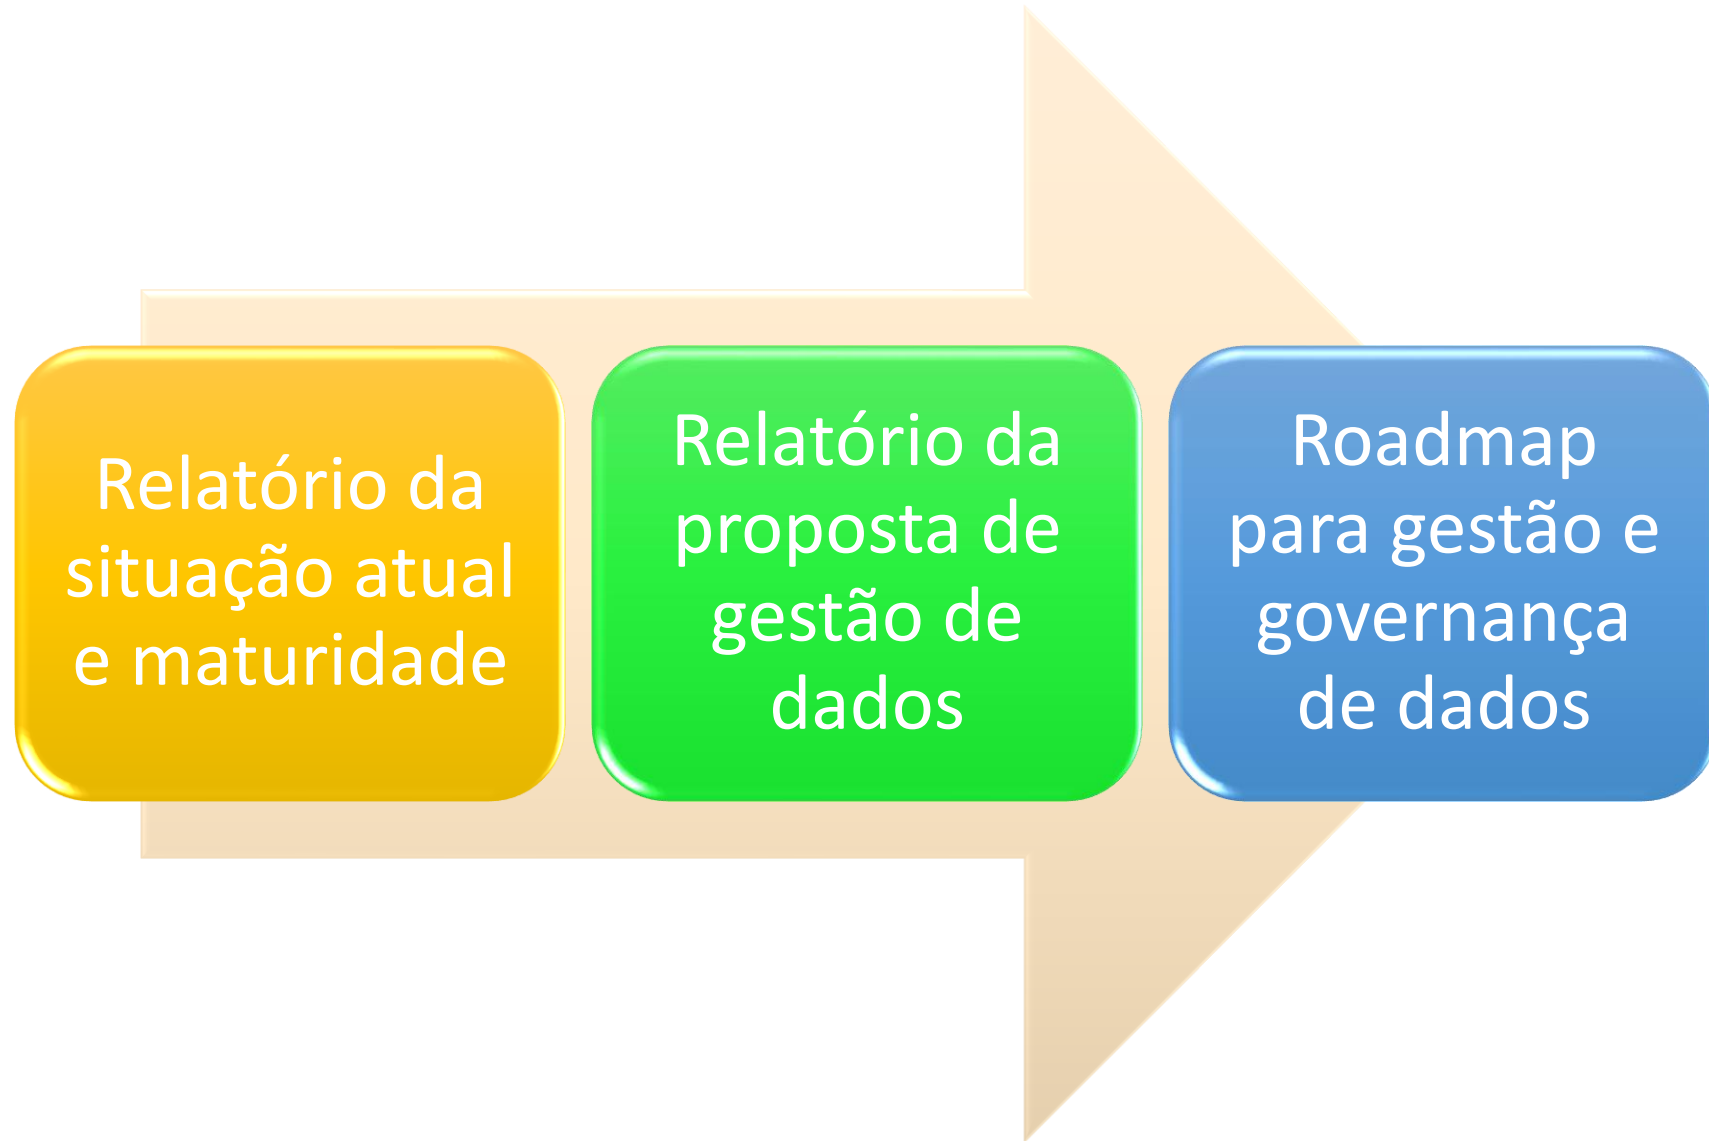 Relatório da
situação atual
e maturidade
Relatório da
proposta de
gestão de
dados
Roadmap
para gestão e
governança
de dados